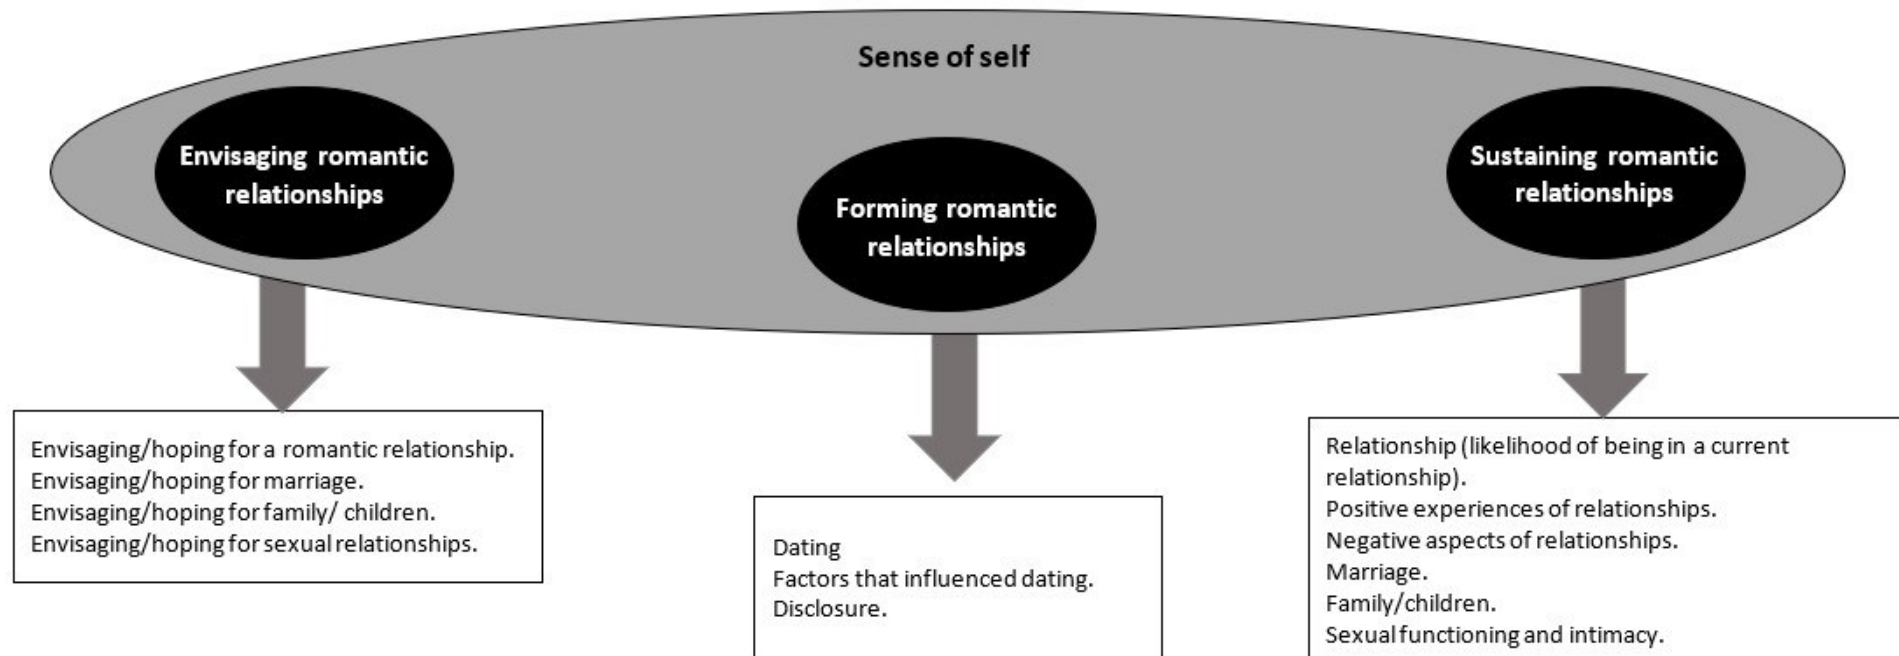 Sense of self
Envisaging romantic
relationships
Forming romantic
relationships
Sustaining romantic
relationships
Envisaging/hoping for a romantic relationship.
Envisaging/hoping for marriage.
Envisaging/hoping for family/ children.
Envisaging/hoping for sexual relationships.
Dating
Factors that influenced dating.
Disclosure.
Relationship (likelihood of being in a current
relationship).
Positive experiences of relationships.
Negative aspects of relationships.
Marriage.
Family/children.
Sexual functioning and intimacy.